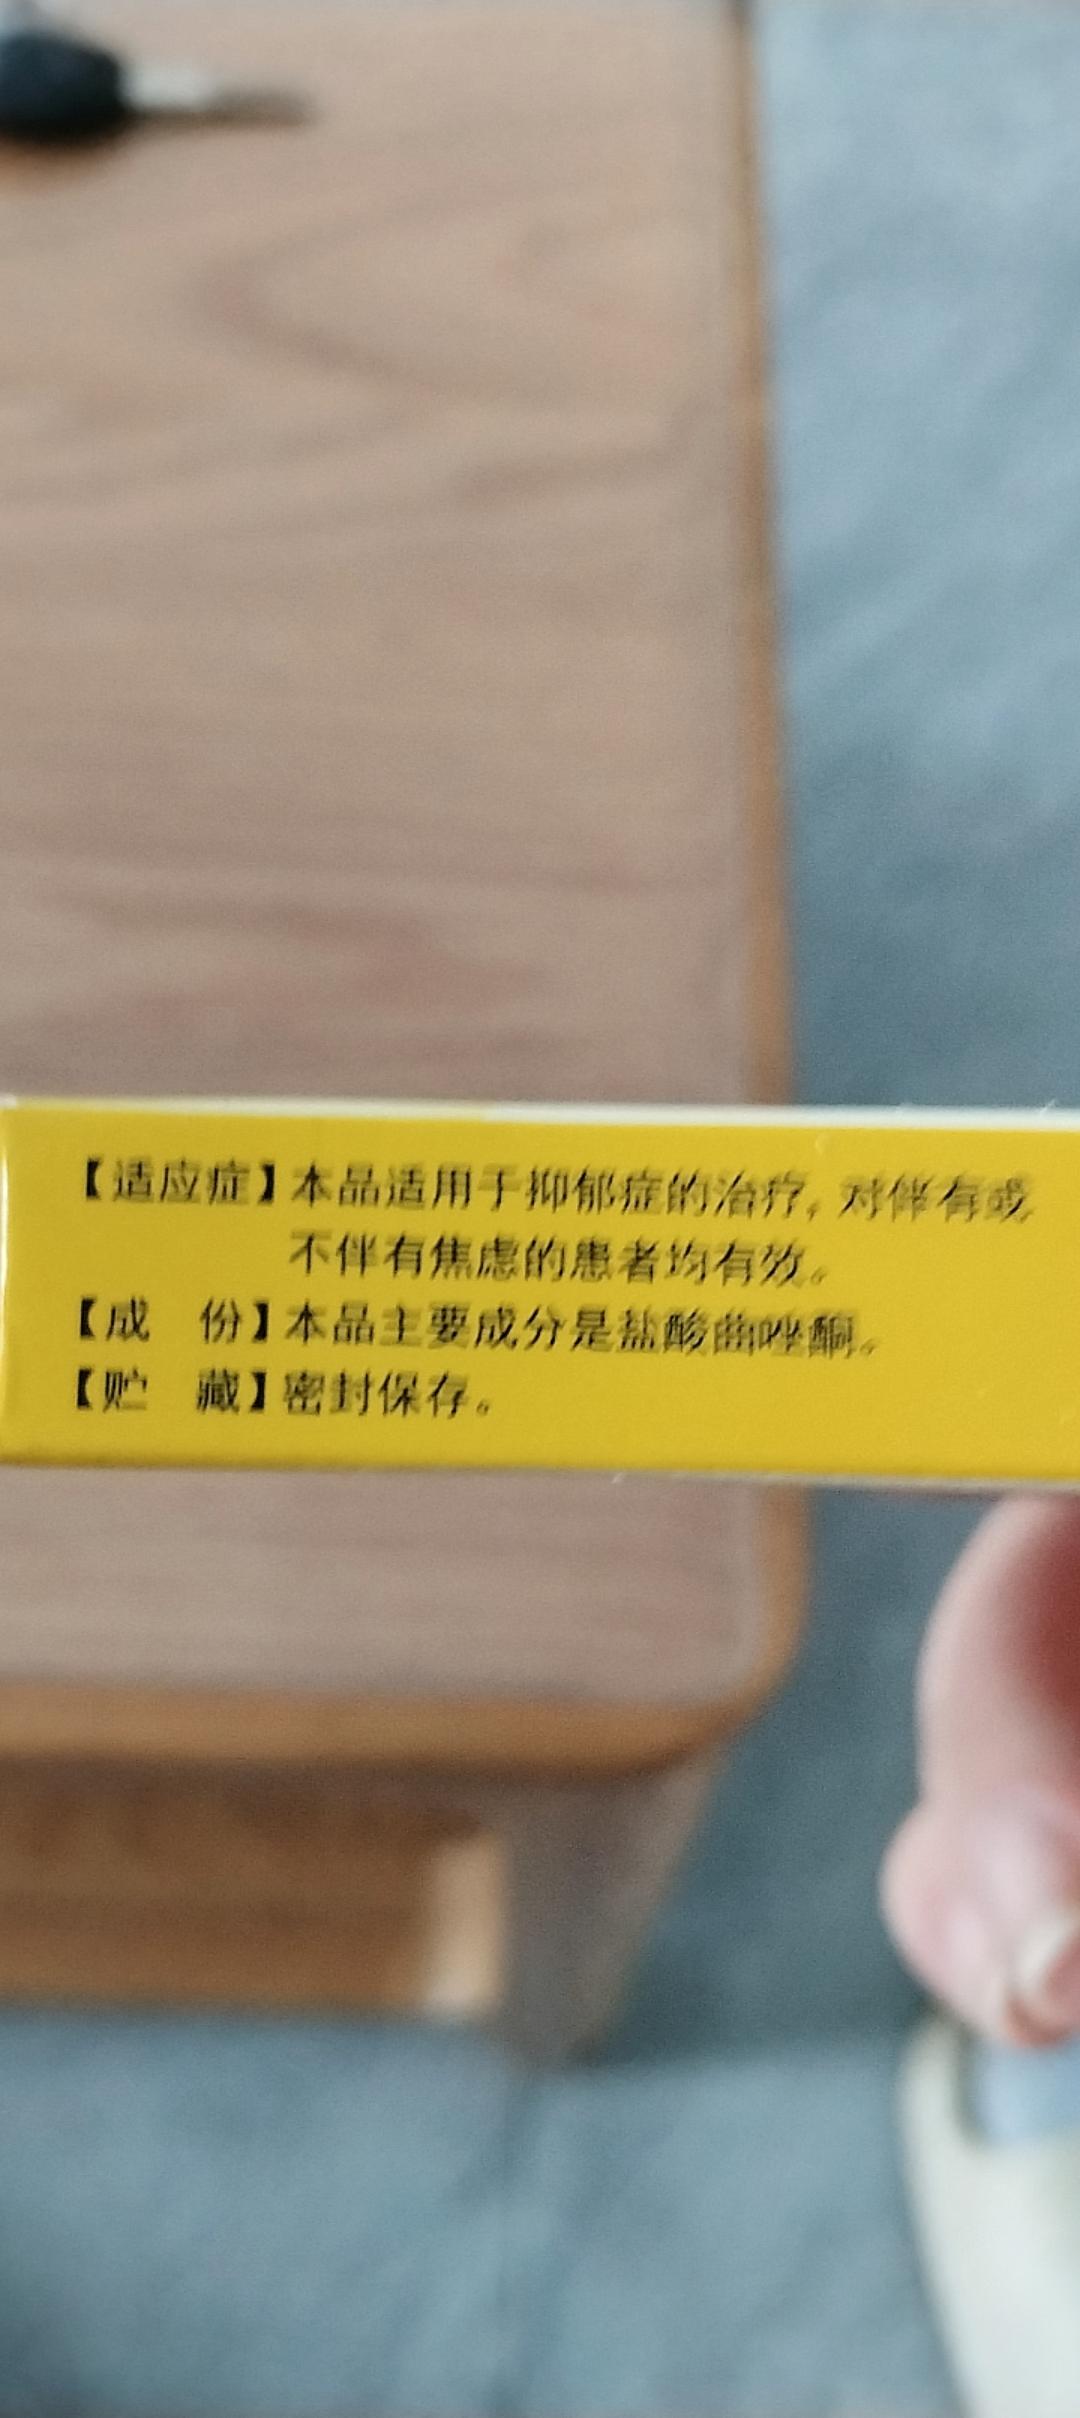 【适应症】本品适用于抑郁症的治疗，对伴有或
不伴有焦虑的患者均有效。
【成　份】本品主要成分是盐酸曲唑酮。
【贮　藏】密封保存。